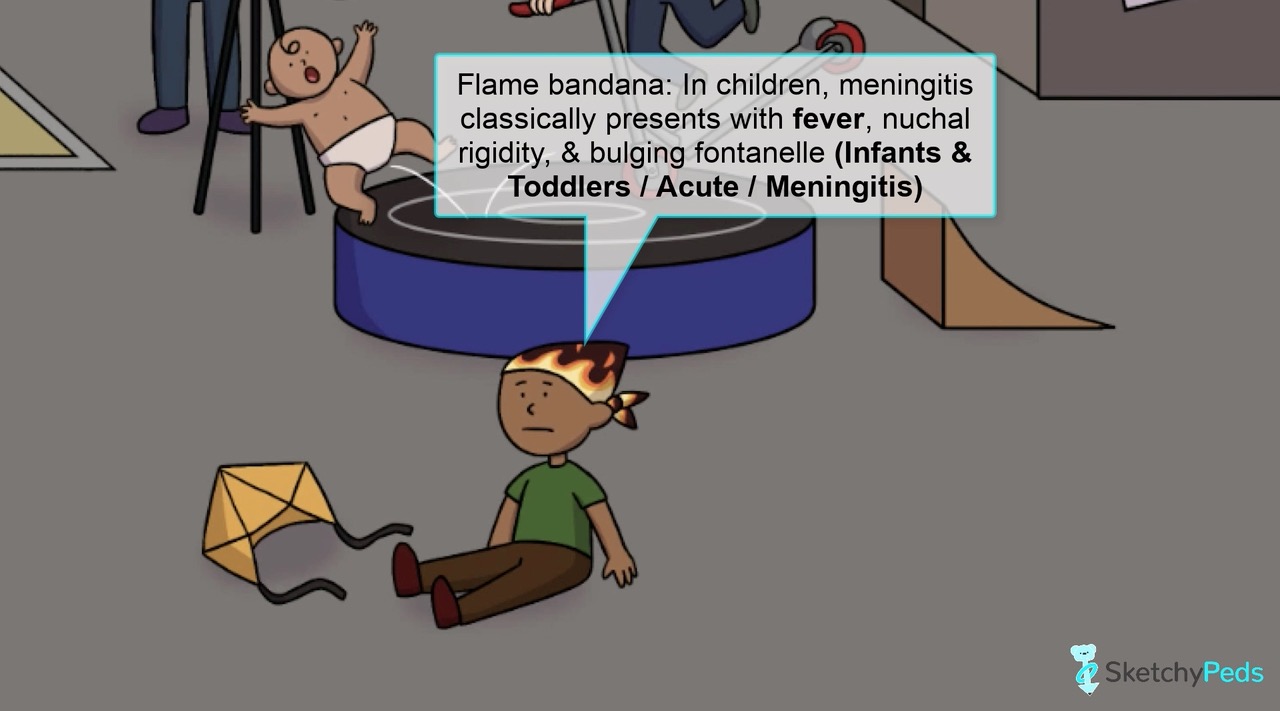 Flame bandana: In children, meningitis
classically presents with fever, nuchal
rigidity, & bulging fontanelle (Infants &
Toddlers / Acute / Meningitis)
SketchyPeds